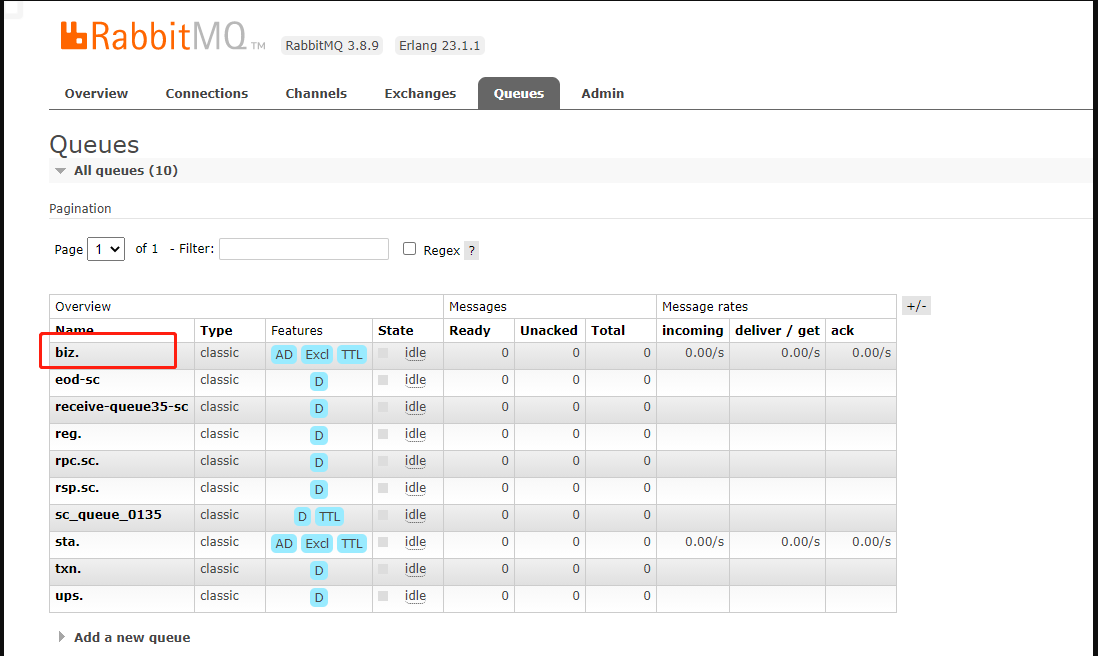 RabbitMQ TM RabbitMQ 3.8.9 Erlang 23.1.1
Overview Connections Channels Exchanges Queues Admin
Queues
All queues (10)
Pagination
Page 1 of 1 - Filter: Regex ?
Overview Messages Message rates +/-
Name Type Features State Ready Unacked Total incoming deliver / get ack
biz. classic AD Excl TTL idle 0 0 0 0.00/s 0.00/s 0.00/s
eod-sc classic D idle 0 0 0
receive-queue35-sc classic D idle 0 0 0
reg. classic D idle 0 0 0
rpc.sc. classic D idle 0 0 0
rsp.sc. classic D idle 0 0 0
sc_queue_0135 classic D TTL idle 0 0 0
sta. classic AD Excl TTL idle 0 0 0 0.00/s 0.00/s 0.00/s
txn. classic D idle 0 0 0
ups. classic D idle 0 0 0
Add a new queue